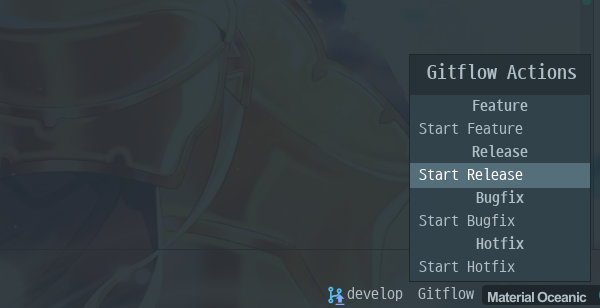 Gitflow Actions
Feature
Start Feature
Release
Start Release
Bugfix
Start Bugfix
Hotfix
Start Hotfix
develop Gitflow Material Oceanic